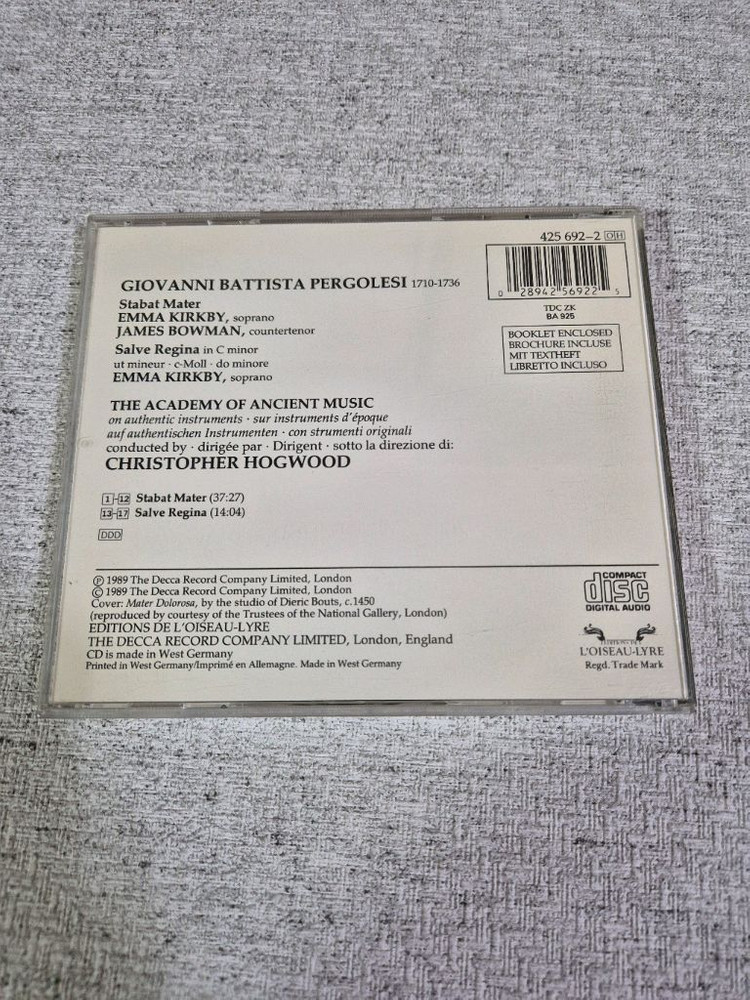 425 692-2 OH
0 28942 56922 5
TDC ZK
BA 925
BOOKLET ENCLOSED
BROCHURE INCLUSE
MIT TEXTHEFT
LIBRETTO INCLUSO
GIOVANNI BATTISTA PERGOLESI 1710-1736
Stabat Mater
EMMA KIRKBY, soprano
JAMES BOWMAN, countertenor
Salve Regina in C minor
ut mineur · c-Moll · do minore
EMMA KIRKBY, soprano
THE ACADEMY OF ANCIENT MUSIC
on authentic instruments · sur instruments d'époque
auf authentischen Instrumenten · con strumenti originali
conducted by · dirigée par · Dirigent · sotto la direzione di:
CHRISTOPHER HOGWOOD
1-12 Stabat Mater (37:27)
13-17 Salve Regina (14:04)
DDD
℗ 1989 The Decca Record Company Limited, London
© 1989 The Decca Record Company Limited, London
Cover: Mater Dolorosa, by the studio of Dieric Bouts, c.1450
(reproduced by courtesy of the Trustees of the National Gallery, London)
EDITIONS DE L'OISEAU-LYRE
THE DECCA RECORD COMPANY LIMITED, London, England
CD is made in West Germany
Printed in West Germany/Imprimé en Allemagne. Made in West Germany
COMPACT
disc
DIGITAL AUDIO
EDITIONS DE
L'OISEAU-LYRE
Regd. Trade Mark